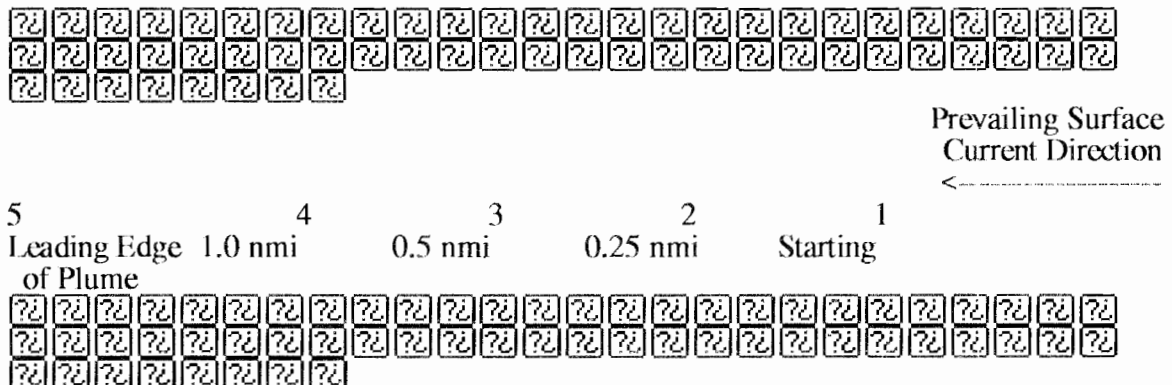 Prevailing Surface
Current Direction
<--------------------
5 4 3 2 1
Leading Edge 1.0 nmi 0.5 nmi 0.25 nmi Starting
of Plume